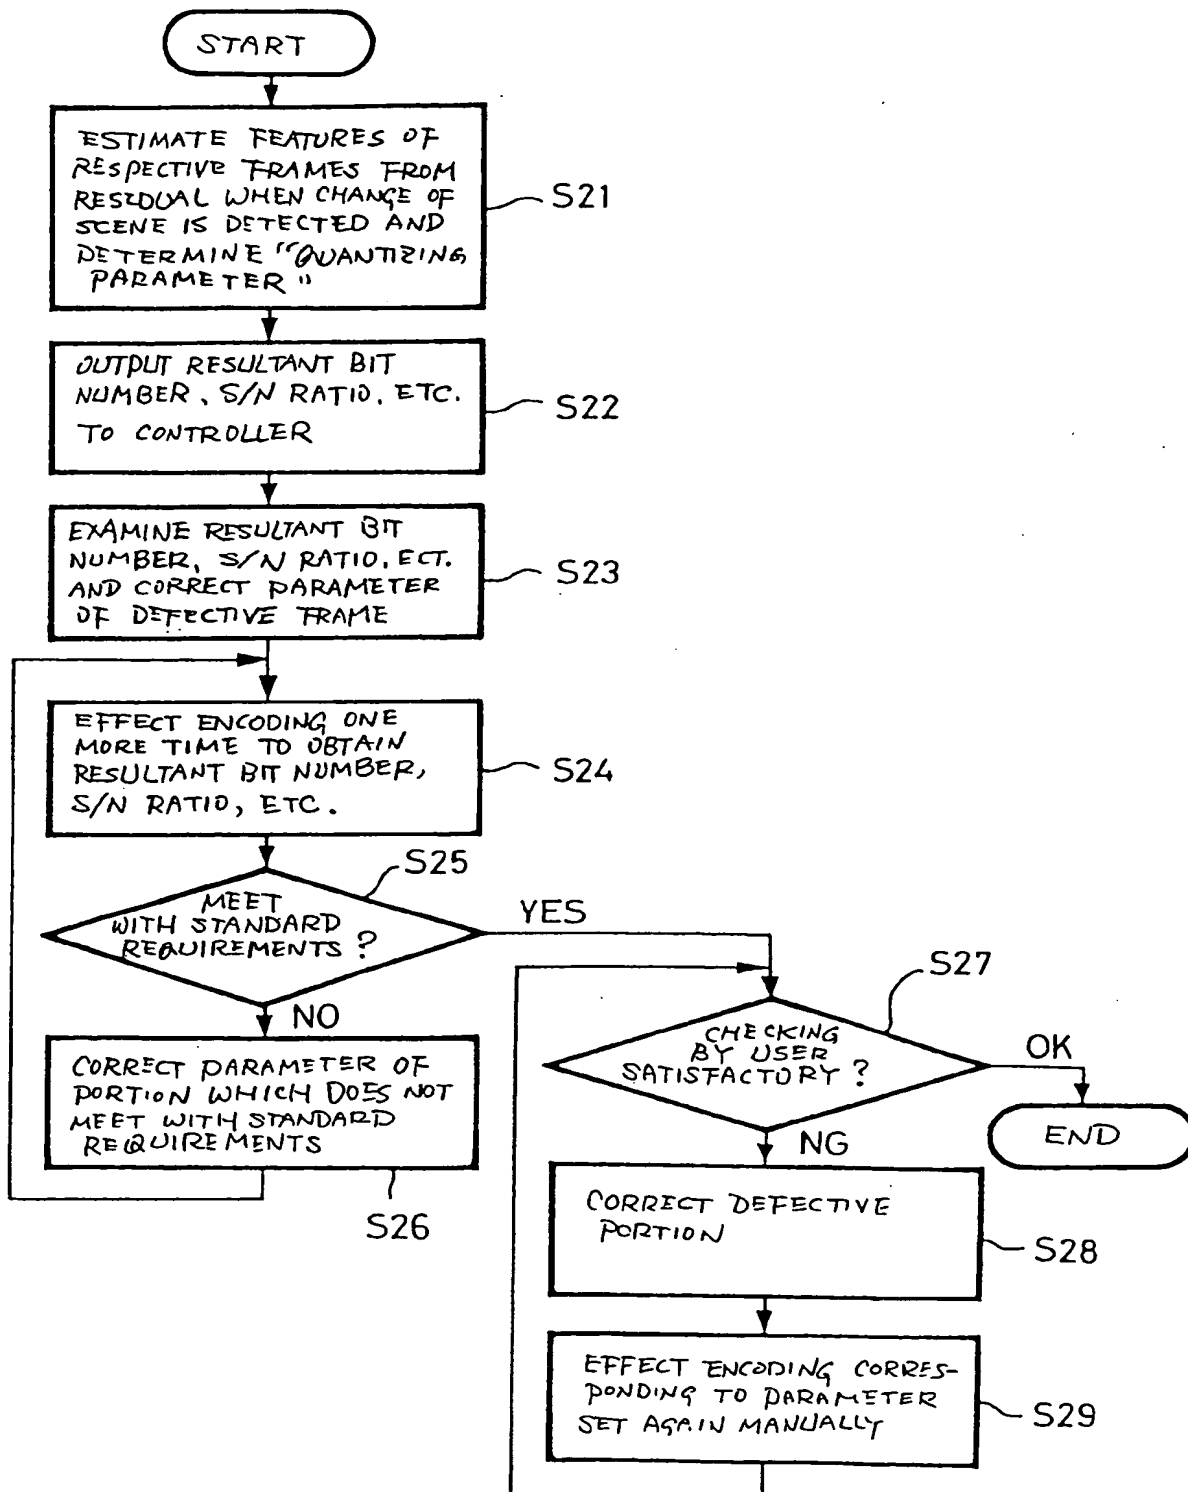 START
ESTIMATE FEATURES OF
RESPECTIVE FRAMES FROM
RESIDUAL WHEN CHANGE OF
SCENE IS DETECTED AND
DETERMINE "QUANTIZING
PARAMETER"
S21
OUTPUT RESULTANT BIT
NUMBER, S/N RATIO, ETC.
TO CONTROLLER
S22
EXAMINE RESULTANT BIT
NUMBER, S/N RATIO, ECT.
AND CORRECT PARAMETER
OF DEFECTIVE FRAME
S23
EFFECT ENCODING ONE
MORE TIME TO OBTAIN
RESULTANT BIT NUMBER,
S/N RATIO, ETC.
S24
S25
MEET
WITH STANDARD
REQUIREMENTS?
YES
NO
CORRECT PARAMETER OF
PORTION WHICH DOES NOT
MEET WITH STANDARD
REQUIREMENTS
S26
S27
CHECKING
BY USER
SATISFACTORY?
OK
END
NG
CORRECT DEFECTIVE
PORTION
S28
EFFECT ENCODING CORRES-
PONDING TO PARAMETER
SET AGAIN MANUALLY
S29